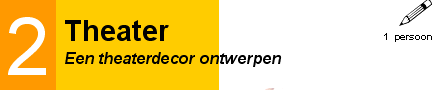 2
Theater
Een theaterdecor ontwerpen
1 persoon